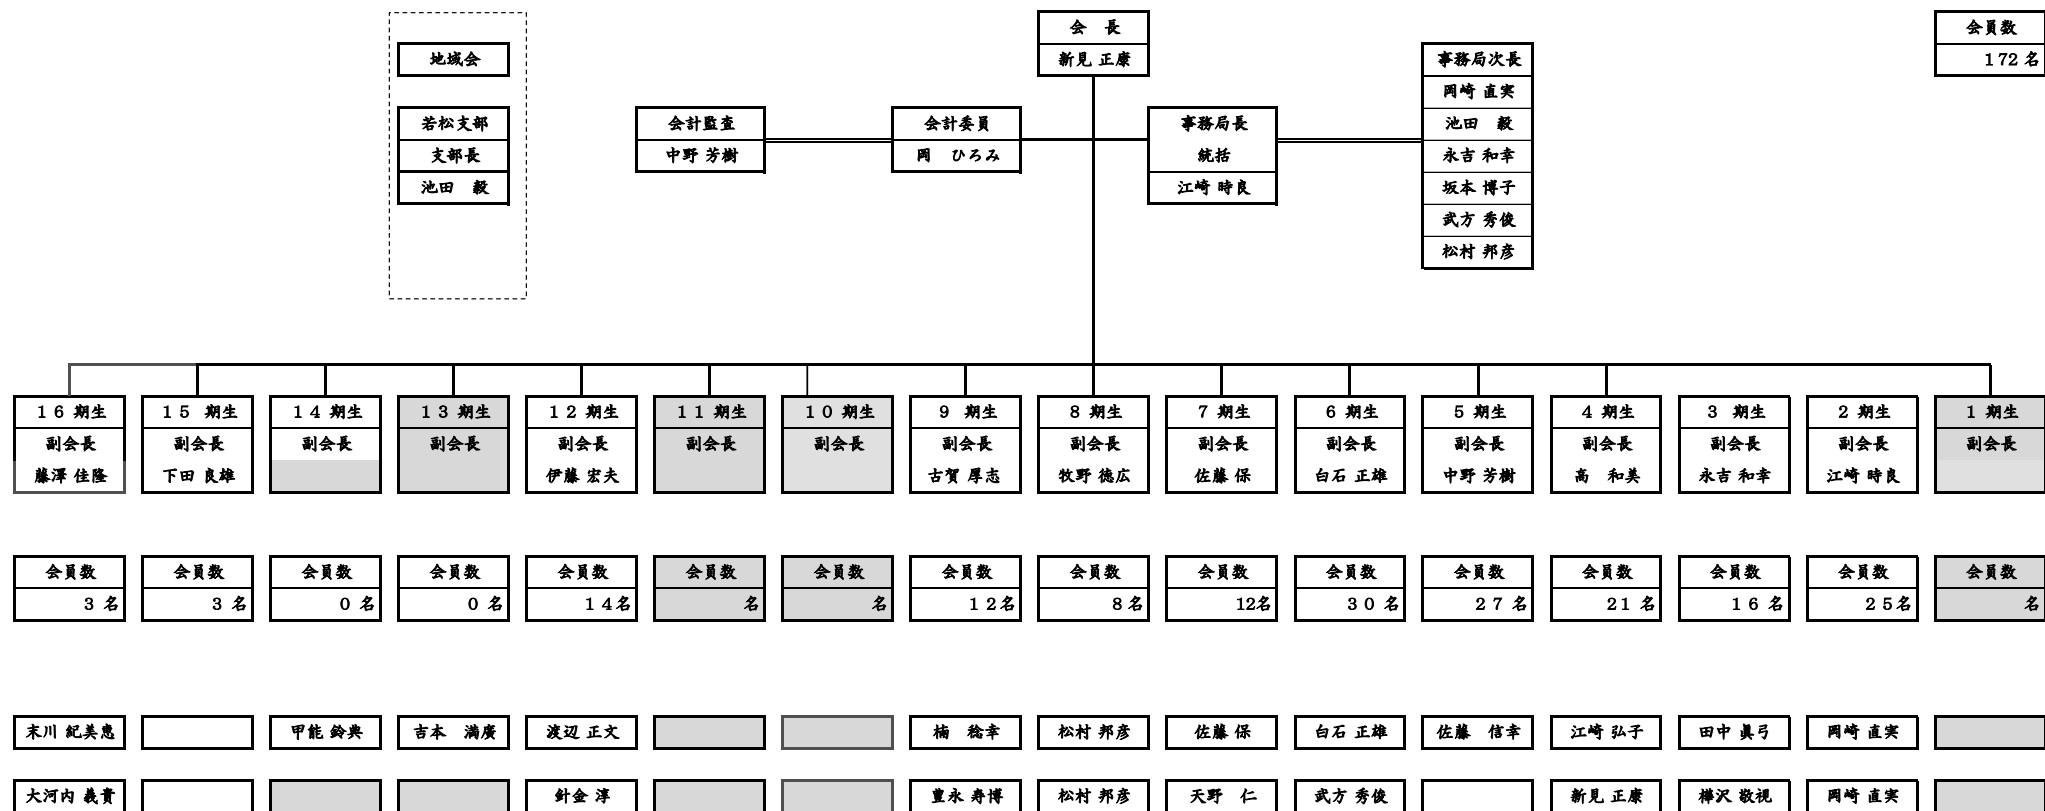 会　長
新見 正康
会員数
１７２ 名
地域会
若松支部
支部長
池田　毅
会計監査
中野 芳樹
会計委員
岡　ひろみ
事務局長
統括
江崎 時良
事務局次長
岡崎 直実
池田　毅
永吉 和幸
坂本 博子
武方 秀俊
松村 邦彦
１６ 期生 １５ 期生 １４ 期生 １３ 期生 １２ 期生 １１ 期生 １０ 期生 ９ 期生 ８ 期生 ７ 期生 ６ 期生 ５ 期生 ４ 期生 ３ 期生 ２ 期生 １ 期生
副会長 副会長 副会長 副会長 副会長 副会長 副会長 副会長 副会長 副会長 副会長 副会長 副会長 副会長 副会長 副会長
藤澤 佳隆 下田 良雄 伊藤 宏夫 古賀 厚志 牧野 徳広 佐藤 保 白石 正雄 中野 芳樹 高　和美 永吉 和幸 江崎 時良
会員数 会員数 会員数 会員数 会員数 会員数 会員数 会員数 会員数 会員数 会員数 会員数 会員数 会員数 会員数 会員数
３ 名 ３ 名 ０ 名 ０ 名 １４名 名 名 １２名 ８名 12名 ３０ 名 ２７ 名 ２１ 名 １６ 名 ２５名 名
末川 紀美恵 甲能 鈴典 吉本　満廣 渡辺 正文 楠　稔幸 松村 邦彦 佐藤 保 白石 正雄 佐藤　信幸 江崎 弘子 田中 眞弓 岡崎 直実
大河内 義貴 針金 淳 豊永 寿博 松村 邦彦 天野　仁 武方 秀俊 新見 正康 樺沢 敬視 岡崎 直実